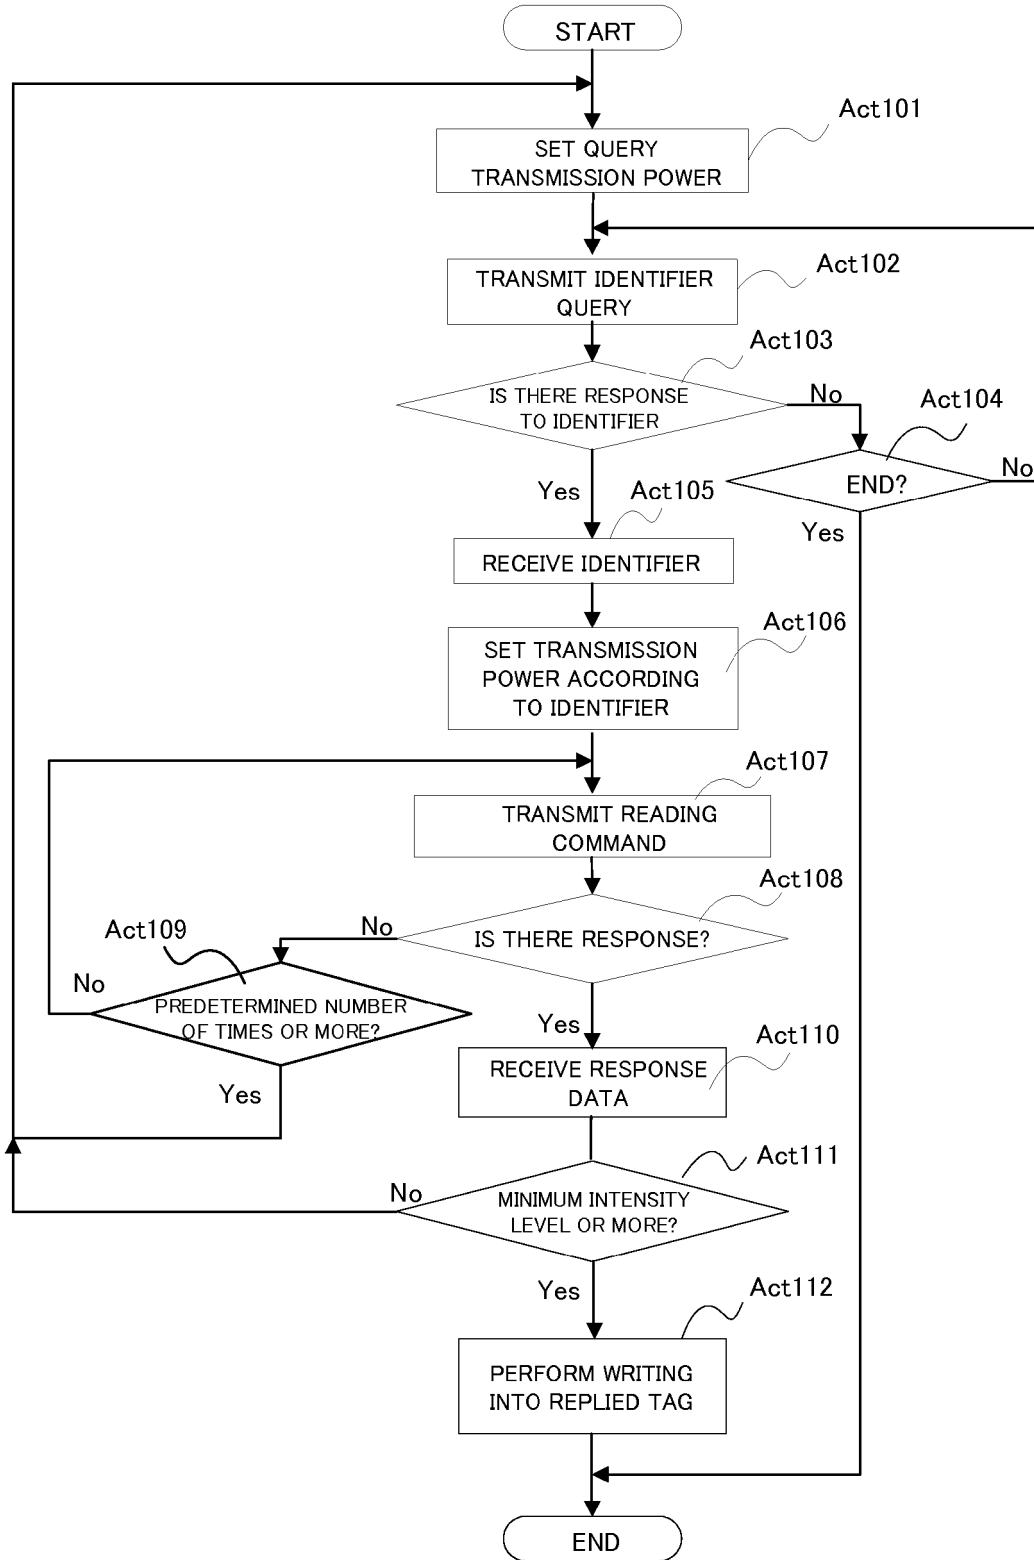 START
Act101
SET QUERY
TRANSMISSION POWER
Act102
TRANSMIT IDENTIFIER
QUERY
Act103
IS THERE RESPONSE
TO IDENTIFIER
No
Act104
END?
No
Yes
Act105
Yes
RECEIVE IDENTIFIER
Act106
SET TRANSMISSION
POWER ACCORDING
TO IDENTIFIER
Act107
TRANSMIT READING
COMMAND
Act108
IS THERE RESPONSE?
No
Act109
No
PREDETERMINED NUMBER
OF TIMES OR MORE?
Yes
Yes
Act110
RECEIVE RESPONSE
DATA
Act111
MINIMUM INTENSITY
LEVEL OR MORE?
No
Yes
Act112
PERFORM WRITING
INTO REPLIED TAG
END